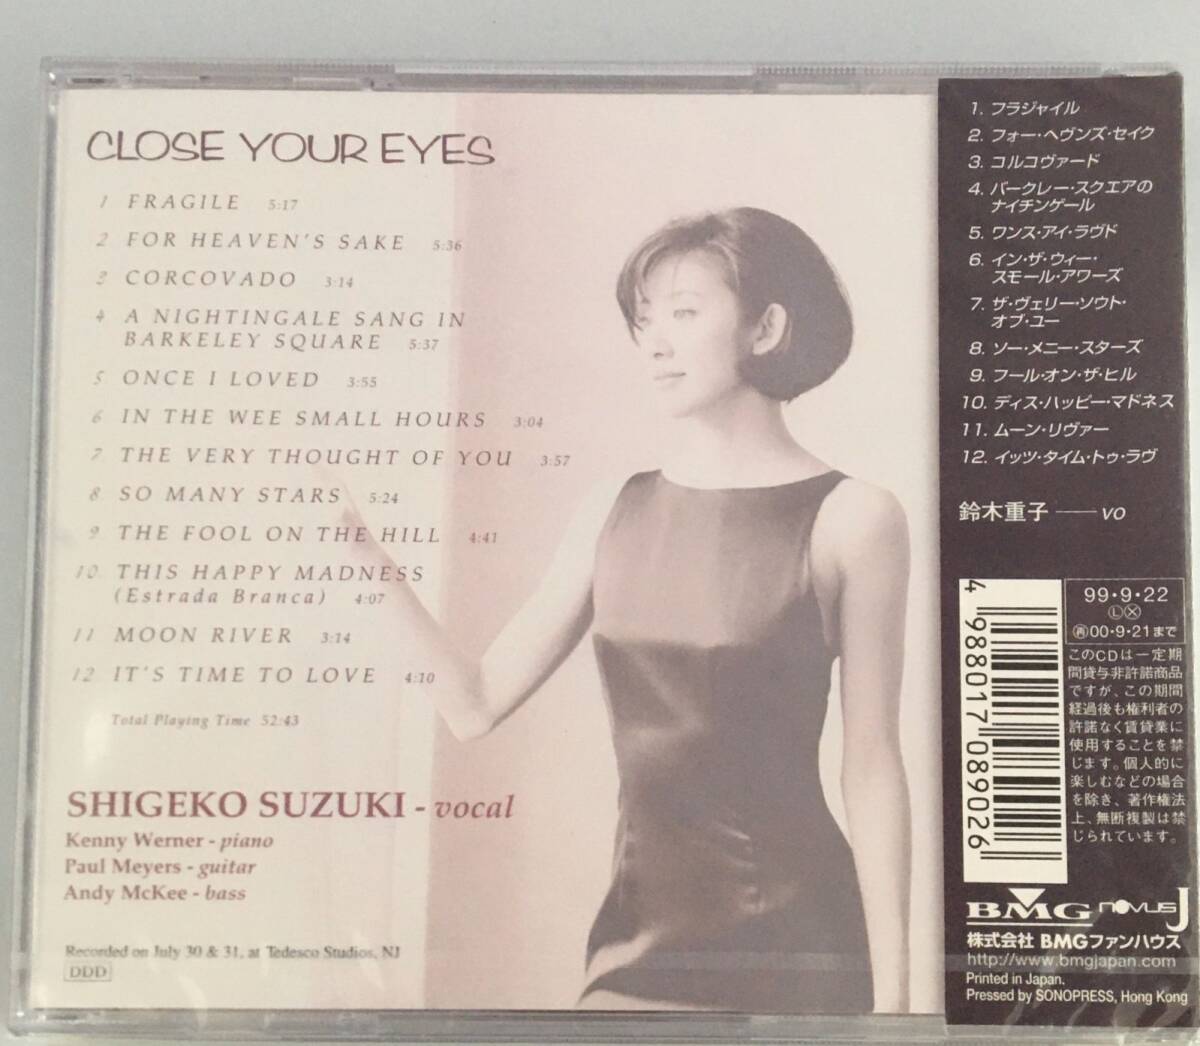 CLOSE YOUR EYES
1 FRAGILE 5:17
2 FOR HEAVEN'S SAKE 5:36
3 CORCOVADO 3:14
4 A NIGHTINGALE SANG IN
BARKELEY SQUARE 5:37
5 ONCE I LOVED 3:55
6 IN THE WEE SMALL HOURS 3:04
7 THE VERY THOUGHT OF YOU 3:57
8 SO MANY STARS 5:24
9 THE FOOL ON THE HILL 4:41
10 THIS HAPPY MADNESS
(Estrada Branca) 4:07
11 MOON RIVER 3:14
12 IT'S TIME TO LOVE 4:10
Total Playing Time 52:43
SHIGEKO SUZUKI - vocal
Kenny Werner - piano
Paul Meyers - guitar
Andy McKee - bass
Recorded on July 30 & 31, at Tedesco Studios, NJ
DDD
1. フラジャイル
2. フォー・ヘヴンズ・セイク
3. コルコヴァード
4. バークレー・スクエアの
ナイチンゲール
5. ワンス・アイ・ラヴド
6. イン・ザ・ウィー・
スモール・アワーズ
7. ザ・ヴェリー・ソウト・
オブ・ユー
8. ソー・メニー・スターズ
9. フール・オン・ザ・ヒル
10. ディス・ハッピー・マドネス
11. ムーン・リヴァー
12. イッツ・タイム・トゥ・ラヴ
鈴木重子 ── vo
4 988017 089026
99・9・22
Ⓛ Ⓧ
㊢00・9・21まで
このCDは一定期
間貸与非許諾商品
ですが、この期間
経過後も権利者の
許諾なく賃貸業に
使用することを禁
じます。個人的に
楽しむなどの場合
を除き、著作権法
上、無断複製は禁
じられています。
BMG novus J
株式会社 BMGファンハウス
http://www.bmgjapan.com
Printed in Japan.
Pressed by SONOPRESS, Hong Kong